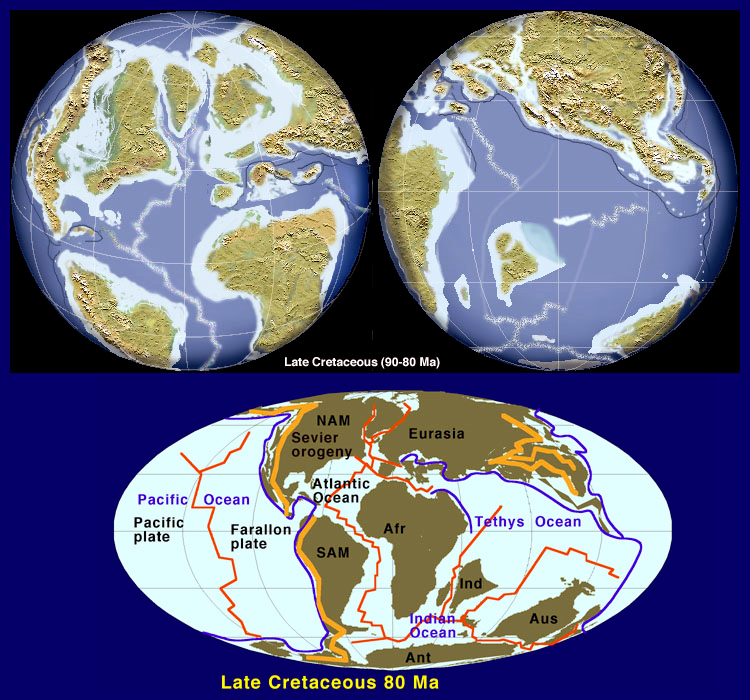 Late Cretaceous (90-80 Ma)
NAM
Sevier
orogeny
Eurasia
Atlantic
Ocean
Pacific Ocean
Pacific
plate
Farallon
plate
Afr
Tethys Ocean
SAM
Ind
Indian
Ocean
Aus
Ant
Late Cretaceous 80 Ma